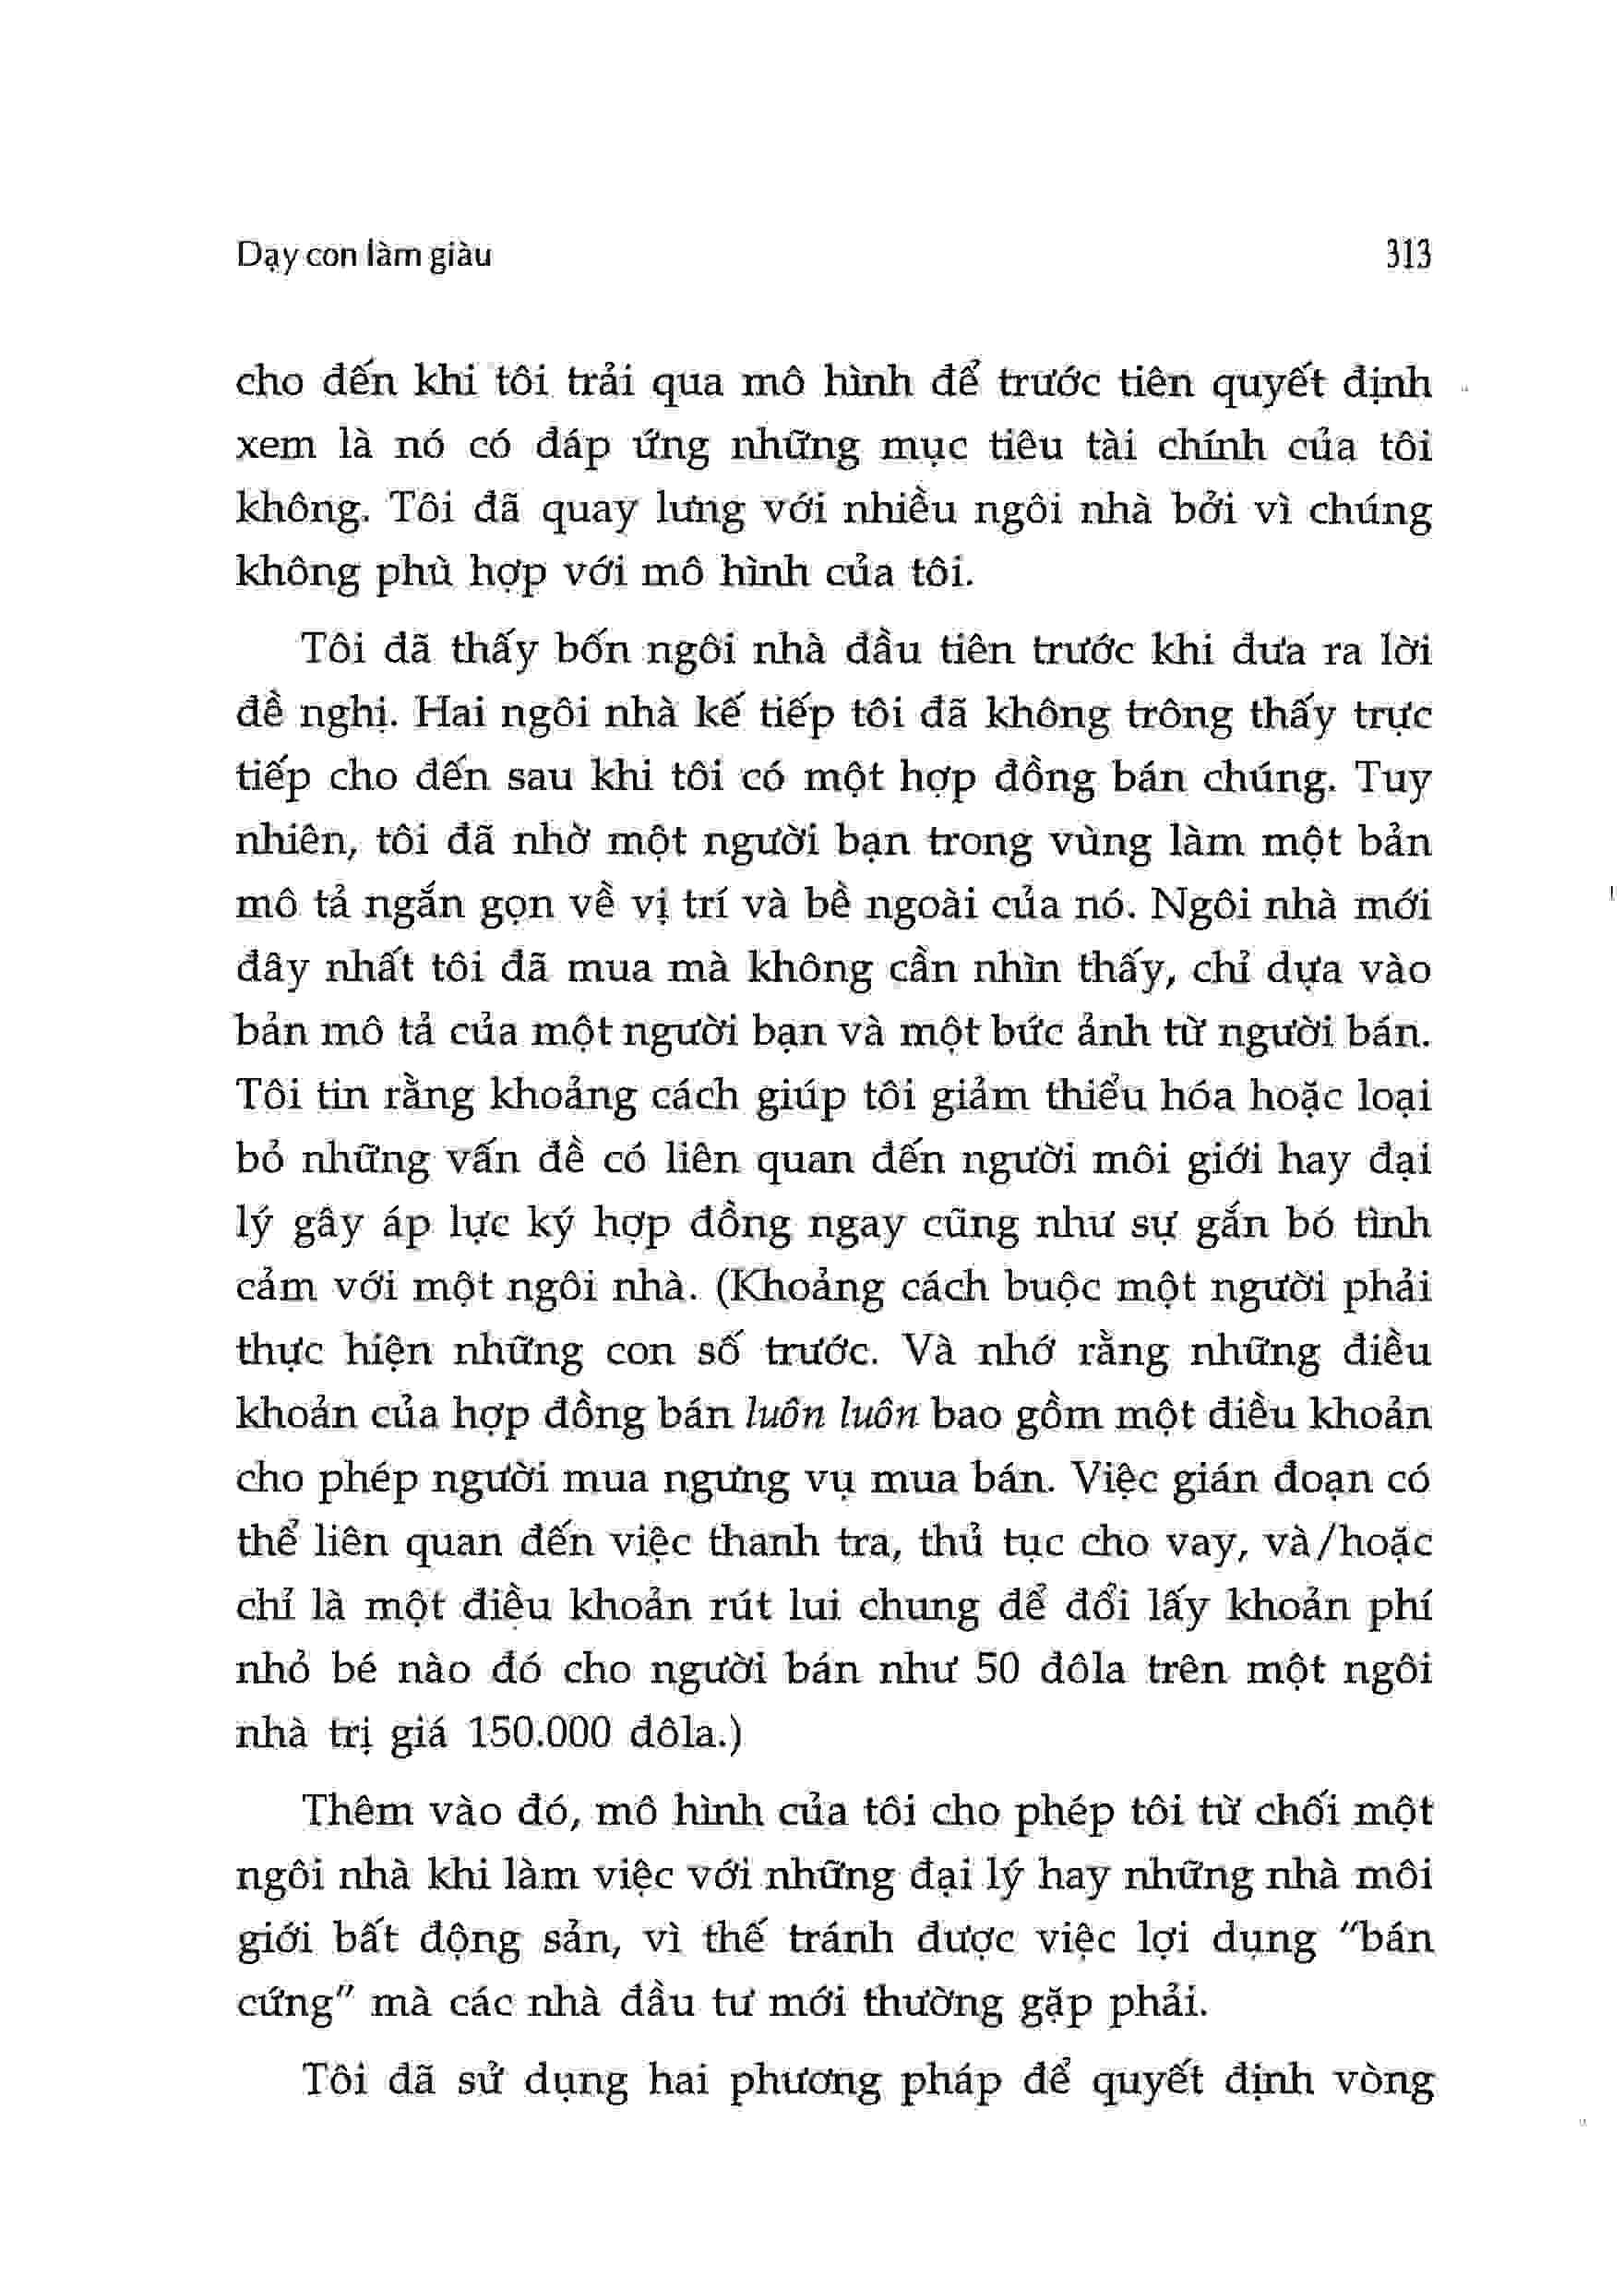 Dạy con làm giàu 313
cho đến khi tôi trải qua mô hình để trước tiên quyết định
xem là nó có đáp ứng những mục tiêu tài chính của tôi
không. Tôi đã quay lưng với nhiều ngôi nhà bởi vì chúng
không phù hợp với mô hình của tôi.
Tôi đã thấy bốn ngôi nhà đầu tiên trước khi đưa ra lời
đề nghị. Hai ngôi nhà kế tiếp tôi đã không trông thấy trực
tiếp cho đến sau khi tôi có một hợp đồng bán chúng. Tuy
nhiên, tôi đã nhờ một người bạn trong vùng làm một bản
mô tả ngắn gọn về vị trí và bề ngoài của nó. Ngôi nhà mới
đây nhất tôi đã mua mà không cần nhìn thấy, chỉ dựa vào
bản mô tả của một người bạn và một bức ảnh từ người bán.
Tôi tin rằng khoảng cách giúp tôi giảm thiểu hóa hoặc loại
bỏ những vấn đề có liên quan đến người môi giới hay đại
lý gây áp lực ký hợp đồng ngay cũng như sự gắn bó tình
cảm với một ngôi nhà. (Khoảng cách buộc một người phải
thực hiện những con số trước. Và nhớ rằng những điều
khoản của hợp đồng bán luôn luôn bao gồm một điều khoản
cho phép người mua ngưng vụ mua bán. Việc gián đoạn có
thể liên quan đến việc thanh tra, thủ tục cho vay, và/hoặc
chỉ là một điều khoản rút lui chung để đổi lấy khoản phí
nhỏ bé nào đó cho người bán như 50 đôla trên một ngôi
nhà trị giá 150.000 đôla.)
Thêm vào đó, mô hình của tôi cho phép tôi từ chối một
ngôi nhà khi làm việc với những đại lý hay những nhà môi
giới bất động sản, vì thế tránh được việc lợi dụng "bán
cứng" mà các nhà đầu tư mới thường gặp phải.
Tôi đã sử dụng hai phương pháp để quyết định vòng